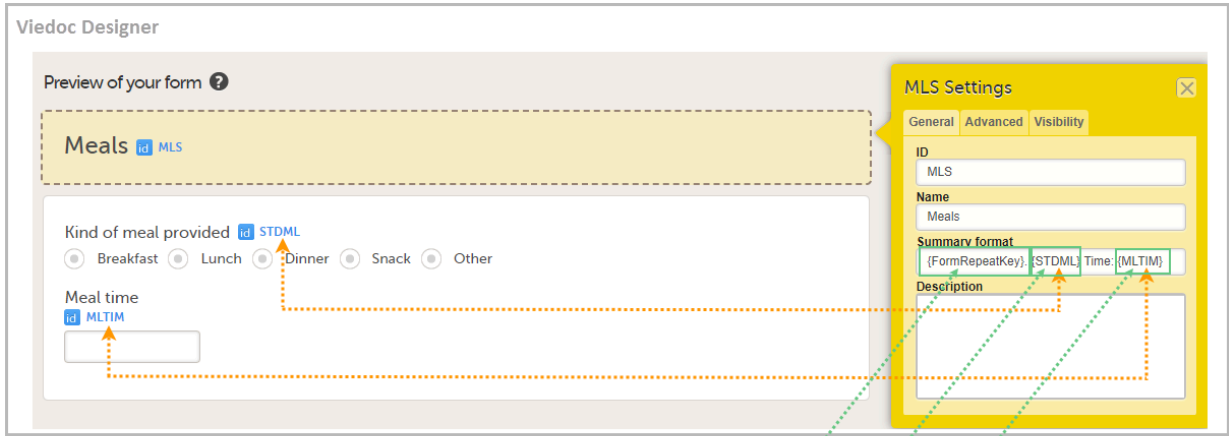 Viedoc Designer
Preview of your form ?
Meals id MLS
Kind of meal provided id STDML
Breakfast Lunch Dinner Snack Other
Meal time
id MLTIM
MLS Settings
General Advanced Visibility
ID
MLS
Name
Meals
Summary format
{FormRepeatKey}. {STDML} Time: {MLTIM}
Description